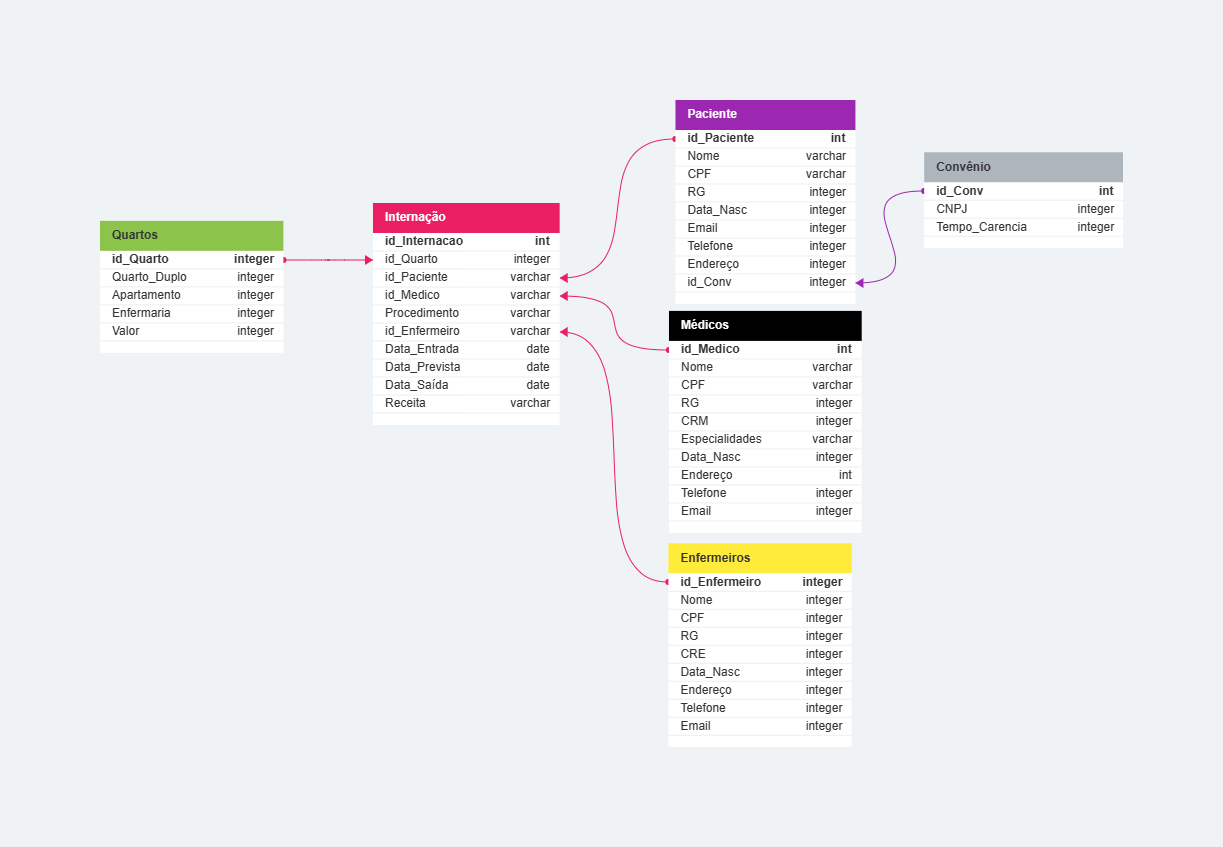 Quartos
id_Quarto integer
Quarto_Duplo integer
Apartamento integer
Enfermaria integer
Valor integer
Internação
id_Internacao int
id_Quarto integer
id_Paciente varchar
id_Medico varchar
Procedimento varchar
id_Enfermeiro varchar
Data_Entrada date
Data_Prevista date
Data_Saída date
Receita varchar
Paciente
id_Paciente int
Nome varchar
CPF varchar
RG integer
Data_Nasc integer
Email integer
Telefone integer
Endereço integer
id_Conv integer
Médicos
id_Medico int
Nome varchar
CPF varchar
RG integer
CRM integer
Especialidades varchar
Data_Nasc integer
Endereço int
Telefone integer
Email integer
Enfermeiros
id_Enfermeiro integer
Nome integer
CPF integer
RG integer
CRE integer
Data_Nasc integer
Endereço integer
Telefone integer
Email integer
Convênio
id_Conv int
CNPJ integer
Tempo_Carencia integer